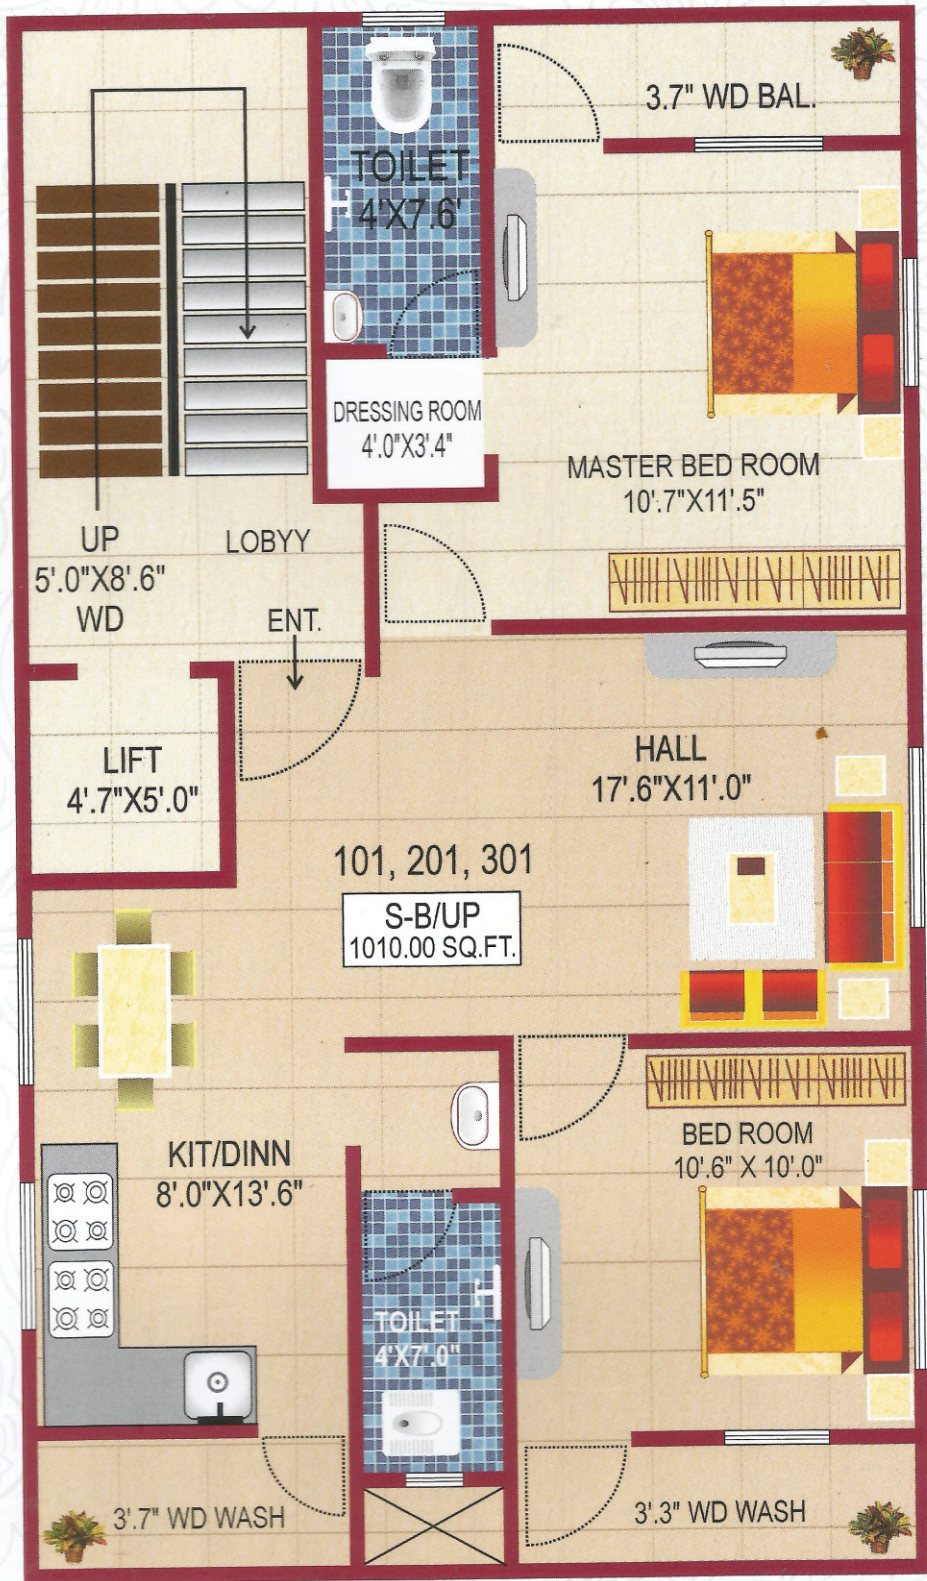 3.7" WD BAL.
TOILET
4'X7.6'
DRESSING ROOM
4'.0"X3'.4"
MASTER BED ROOM
10'.7"X11'.5"
UP
5'.0"X8'.6"
WD
LOBYY
ENT.
LIFT
4'.7"X5'.0"
HALL
17'.6"X11'.0"
101, 201, 301
S-B/UP
1010.00 SQ.FT.
KIT/DINN
8'.0"X13'.6"
BED ROOM
10'.6" X 10'.0"
TOILET
4'X7'.0"
3'.7" WD WASH
3'.3" WD WASH